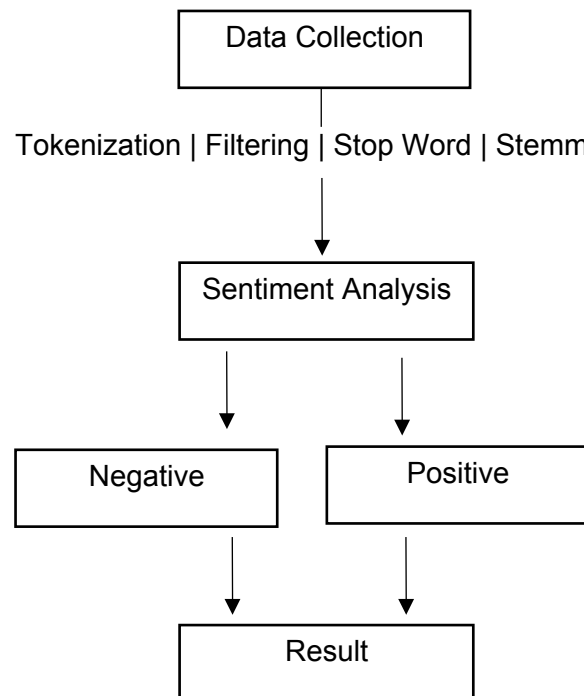 Data Collection
Tokenization | Filtering | Stop Word | Stemm
Sentiment Analysis
Negative
Positive
Result